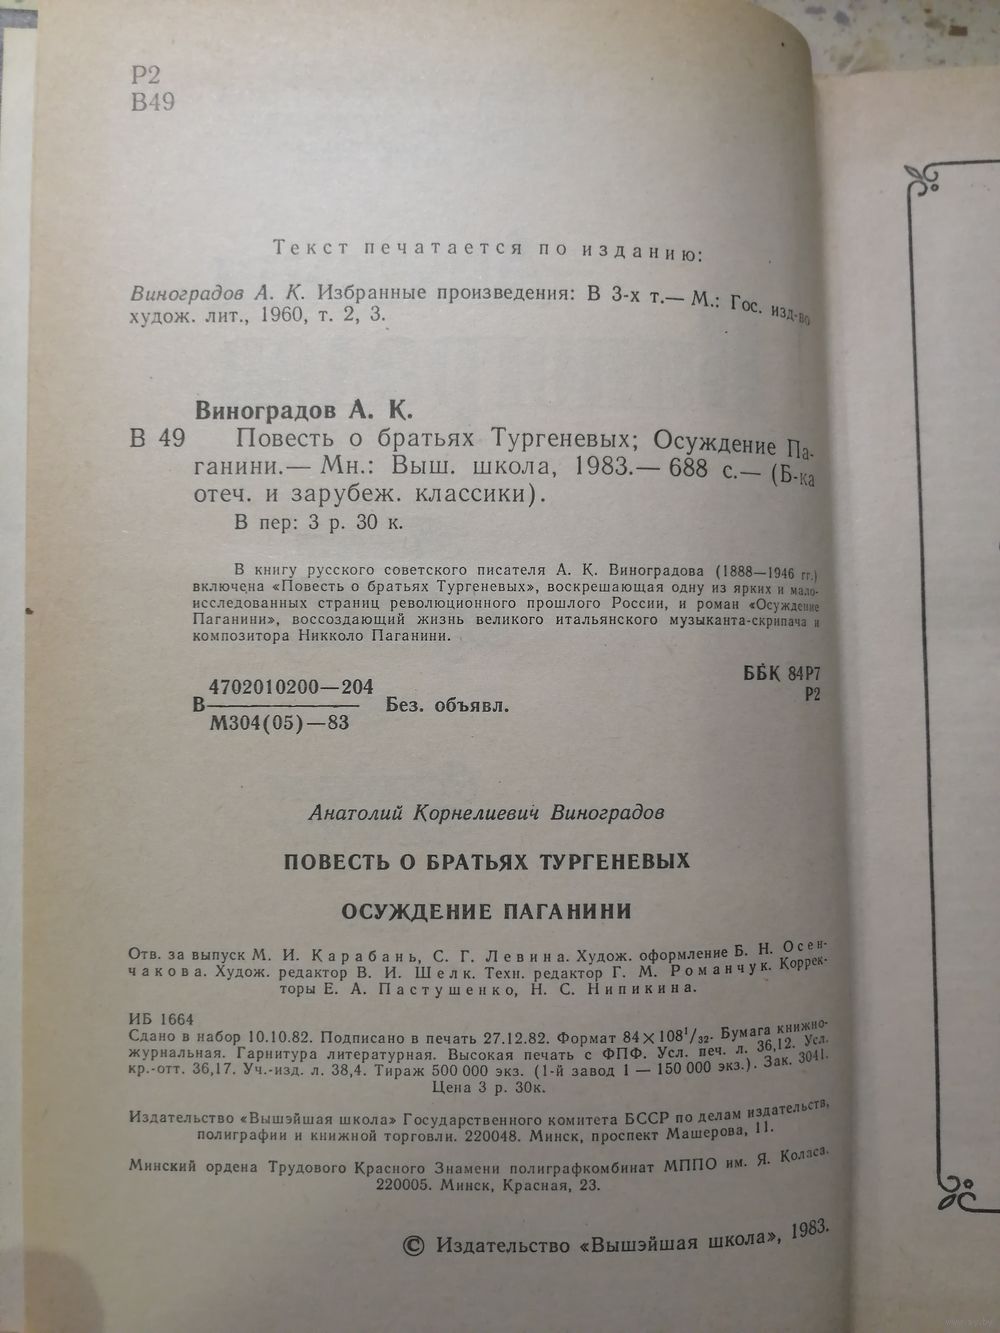 Р2
В49
Текст печатается по изданию:
Виноградов А. К. Избранные произведения: В 3-х т.— М.: Гос. изд-во
худож. лит., 1960, т. 2, 3.
Виноградов А. К.
В 49 Повесть о братьях Тургеневых; Осуждение Па-
ганини.— Мн.: Выш. школа, 1983.— 688 с.— (Б-ка
отеч. и зарубеж. классики).
В пер: 3 р. 30 к.
В книгу русского советского писателя А. К. Виноградова (1888—1946 гг.)
включена «Повесть о братьях Тургеневых», воскрешающая одну из ярких и мало-
исследованных страниц революционного прошлого России, и роман «Осуждение
Паганини», воссоздающий жизнь великого итальянского музыканта-скрипача и
композитора Никколо Паганини.
4702010200—204
В Без. объявл.
М304(05)—83
ББК 84Р7
Р2
Анатолий Корнелиевич Виноградов
ПОВЕСТЬ О БРАТЬЯХ ТУРГЕНЕВЫХ
ОСУЖДЕНИЕ ПАГАНИНИ
Отв. за выпуск М. И. Карабань, С. Г. Левина. Худож. оформление Б. Н. Осен-
чакова. Худож. редактор В. И. Шелк. Техн. редактор Г. М. Романчук. Коррек-
торы Е. А. Пастушенко, Н. С. Нипикина.
ИБ 1664
Сдано в набор 10.10.82. Подписано в печать 27.12.82. Формат 84×108¹/₃₂. Бумага книжно-
журнальная. Гарнитура литературная. Высокая печать с ФПФ. Усл. печ. л. 36,12. Усл.
кр.-отт. 36,17. Уч.-изд. л. 38,4. Тираж 500 000 экз. (1-й завод 1 — 150 000 экз.). Зак. 3041.
Цена 3 р. 30к.
Издательство «Вышэйшая школа» Государственного комитета БССР по делам издательств,
полиграфии и книжной торговли. 220048. Минск, проспект Машерова, 11.
Минский ордена Трудового Красного Знамени полиграфкомбинат МППО им. Я. Коласа.
220005. Минск, Красная, 23.
© Издательство «Вышэйшая школа», 1983.
www.ay.by